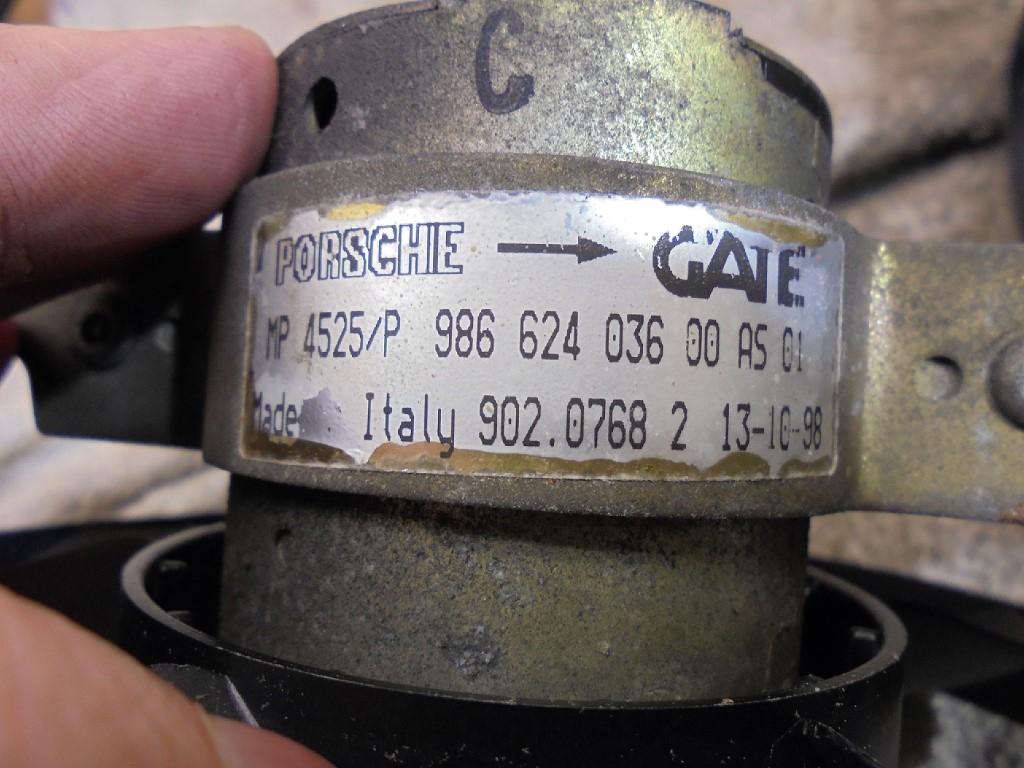 C
PORSCHE → GATE
MP 4525/P 986 624 036 00 AS 01
Made Italy 902.0768 2 13-10-98